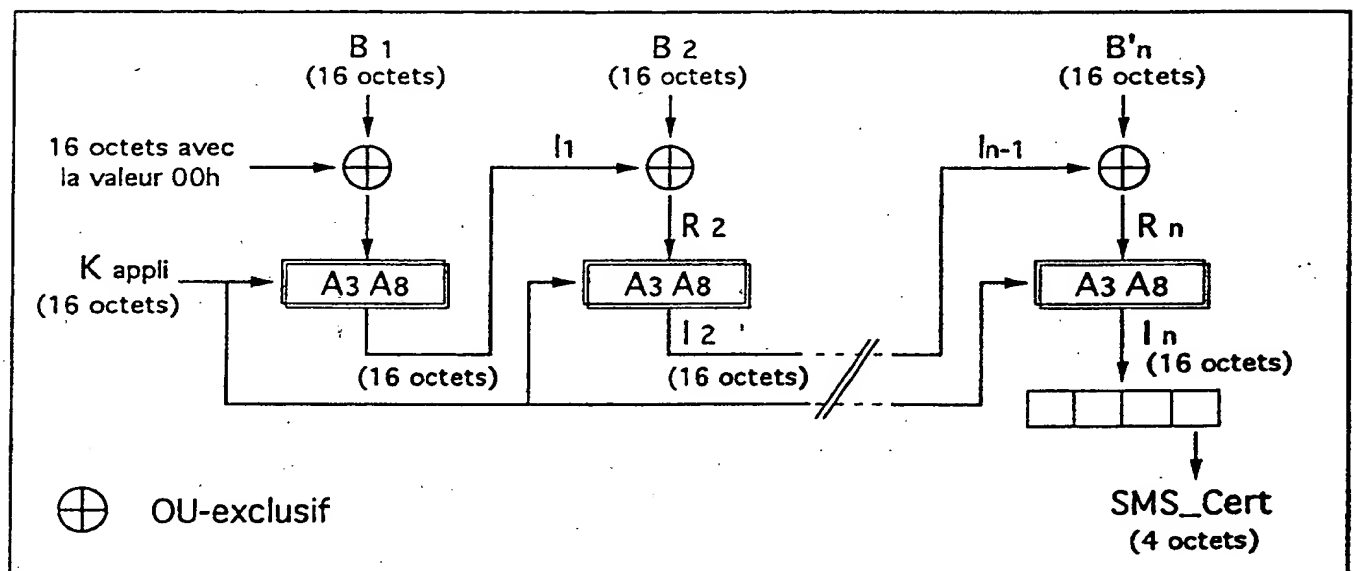 B 1
(16 octets)
B 2
(16 octets)
B'n
(16 octets)
16 octets avec
la valeur 00h
I1
In-1
R 2
R n
K appli
(16 octets)
A3 A8
A3 A8
A3 A8
I 2
I n
(16 octets)
(16 octets)
(16 octets)
OU-exclusif
SMS_Cert
(4 octets)